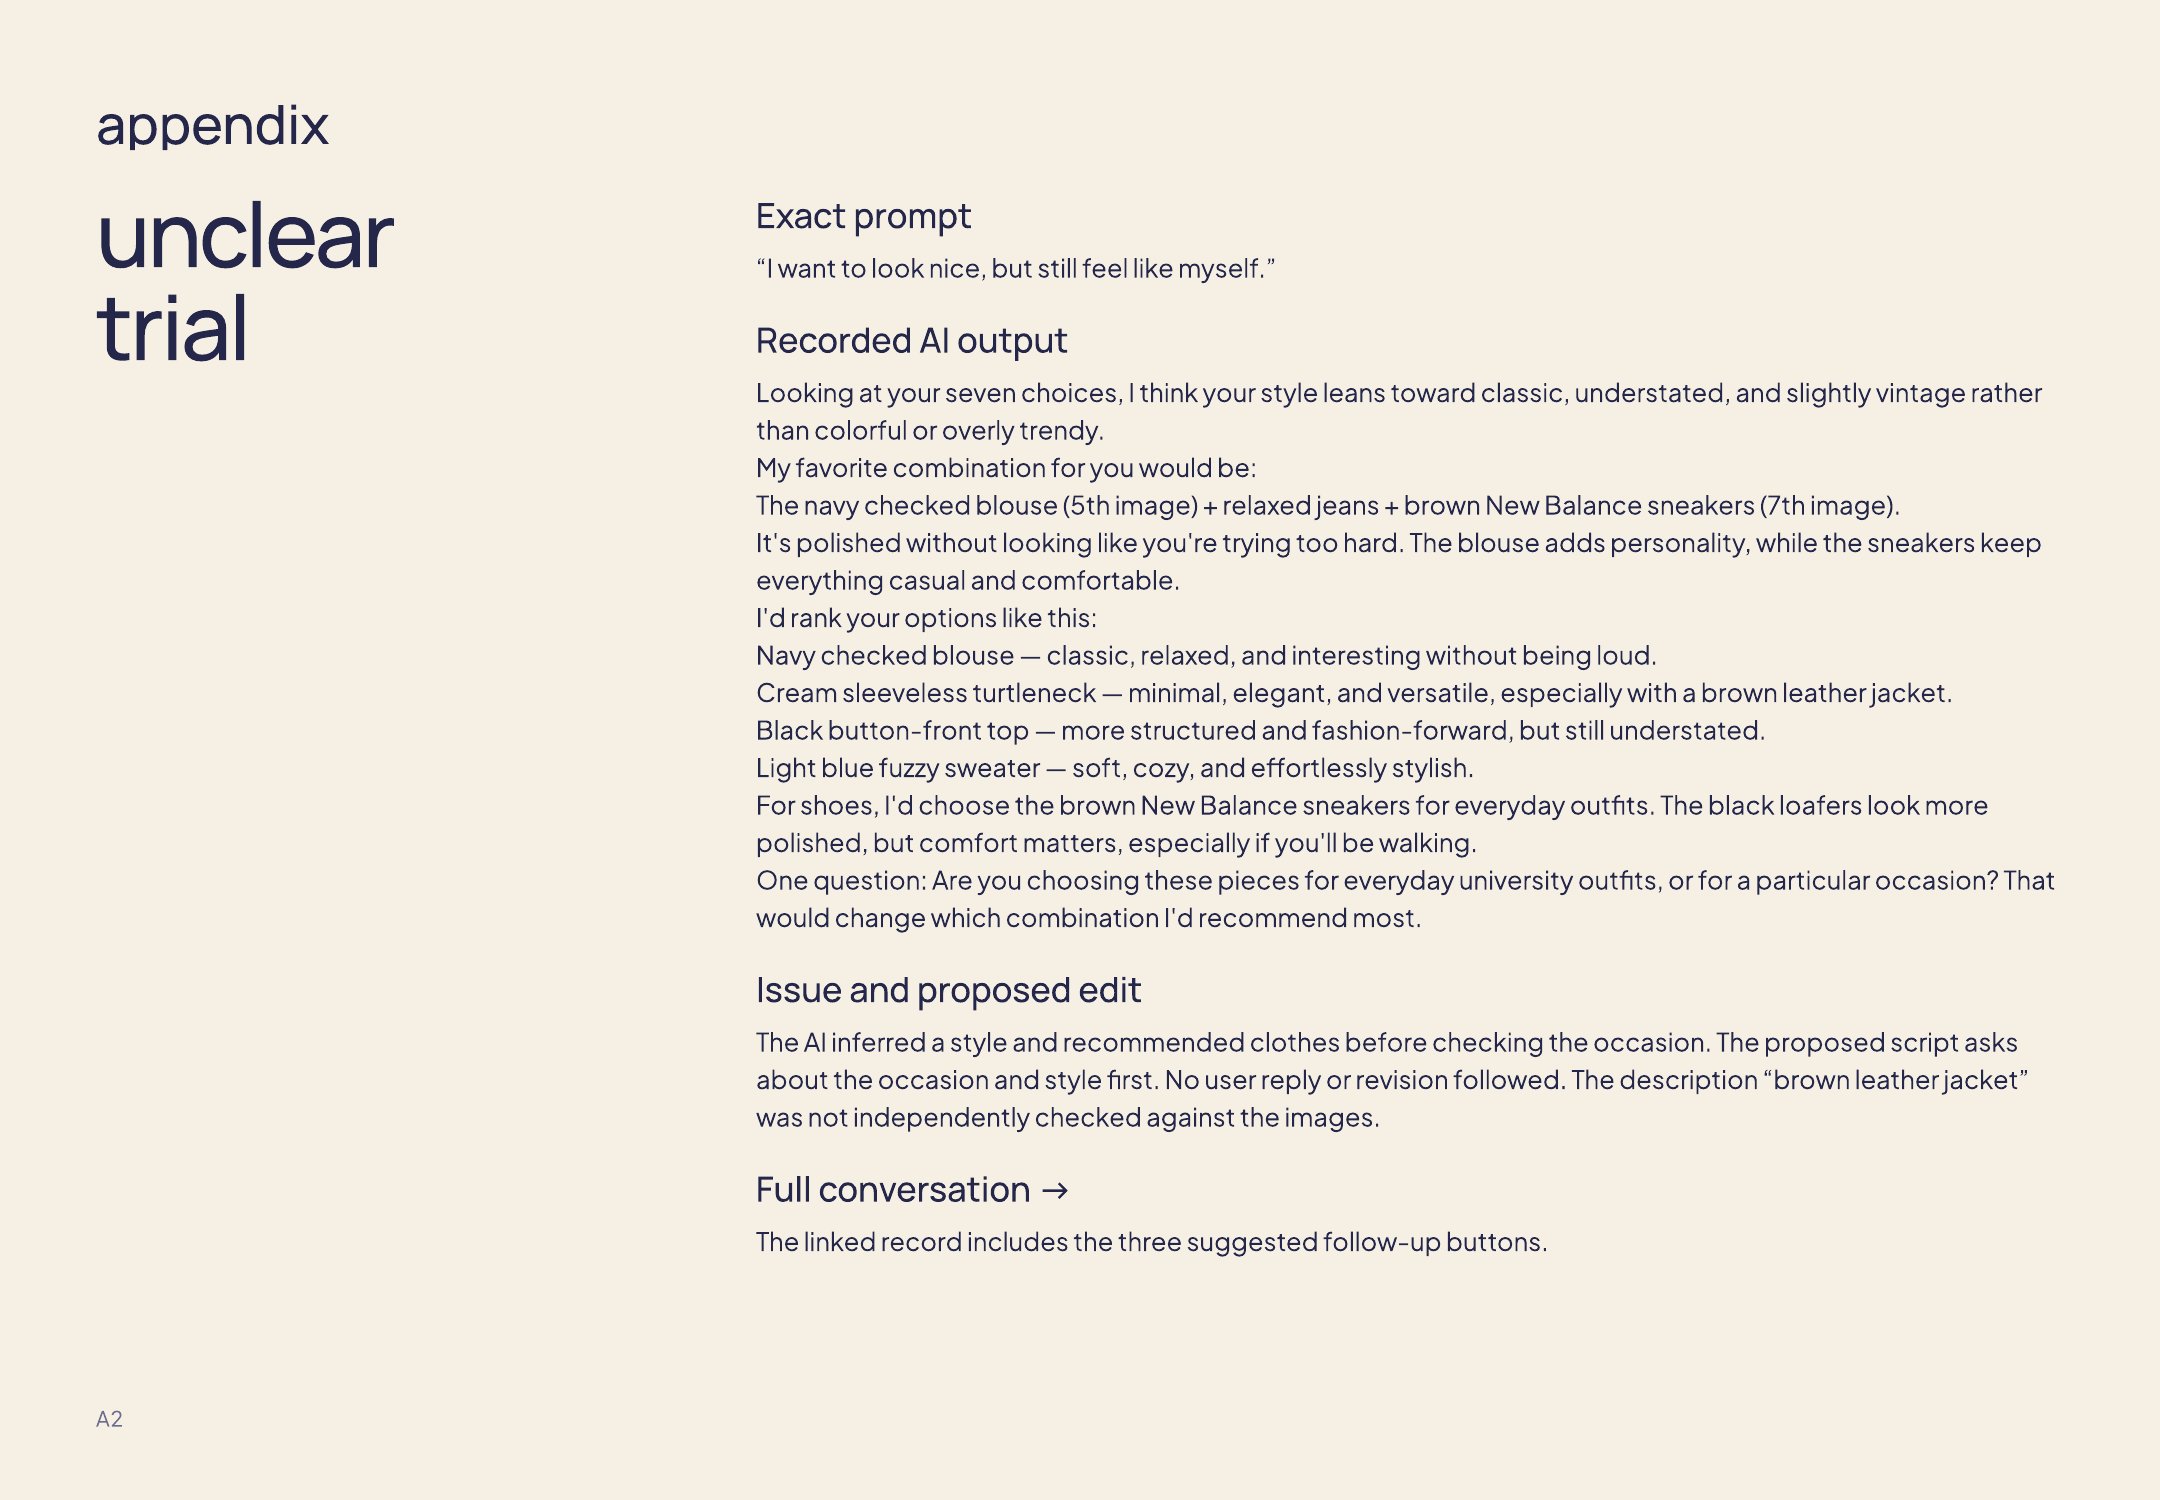 appendix
unclear
trial
Exact prompt
“I want to look nice, but still feel like myself.”
Recorded AI output
Looking at your seven choices, I think your style leans toward classic, understated, and slightly vintage rather
than colorful or overly trendy.
My favorite combination for you would be:
The navy checked blouse (5th image) + relaxed jeans + brown New Balance sneakers (7th image).
It's polished without looking like you're trying too hard. The blouse adds personality, while the sneakers keep
everything casual and comfortable.
I'd rank your options like this:
Navy checked blouse — classic, relaxed, and interesting without being loud.
Cream sleeveless turtleneck — minimal, elegant, and versatile, especially with a brown leather jacket.
Black button-front top — more structured and fashion-forward, but still understated.
Light blue fuzzy sweater — soft, cozy, and effortlessly stylish.
For shoes, I'd choose the brown New Balance sneakers for everyday outfits. The black loafers look more
polished, but comfort matters, especially if you'll be walking.
One question: Are you choosing these pieces for everyday university outfits, or for a particular occasion? That
would change which combination I'd recommend most.
Issue and proposed edit
The AI inferred a style and recommended clothes before checking the occasion. The proposed script asks
about the occasion and style first. No user reply or revision followed. The description “brown leather jacket”
was not independently checked against the images.
Full conversation →
The linked record includes the three suggested follow-up buttons.
A2